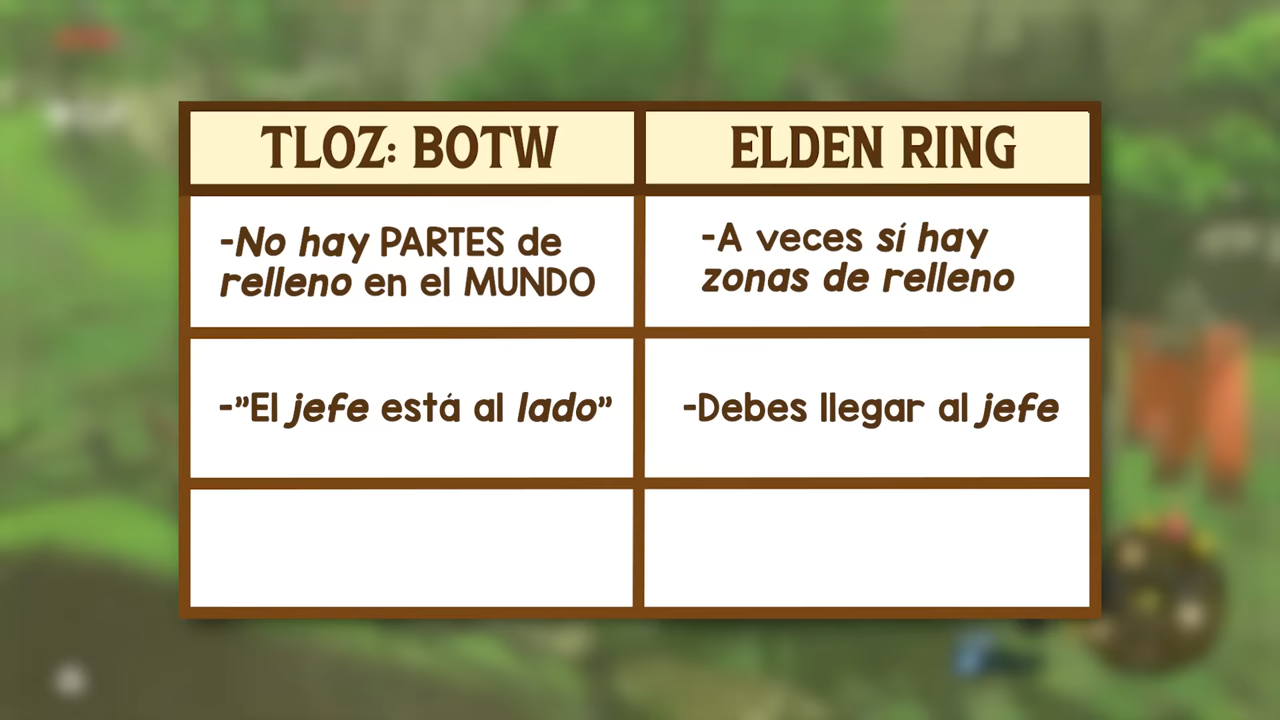 TLOZ: BOTW
ELDEN RING
-No hay PARTES de
relleno en el MUNDO
-A veces sí hay
zonas de relleno
-”El jefe está al lado”
-Debes llegar al jefe